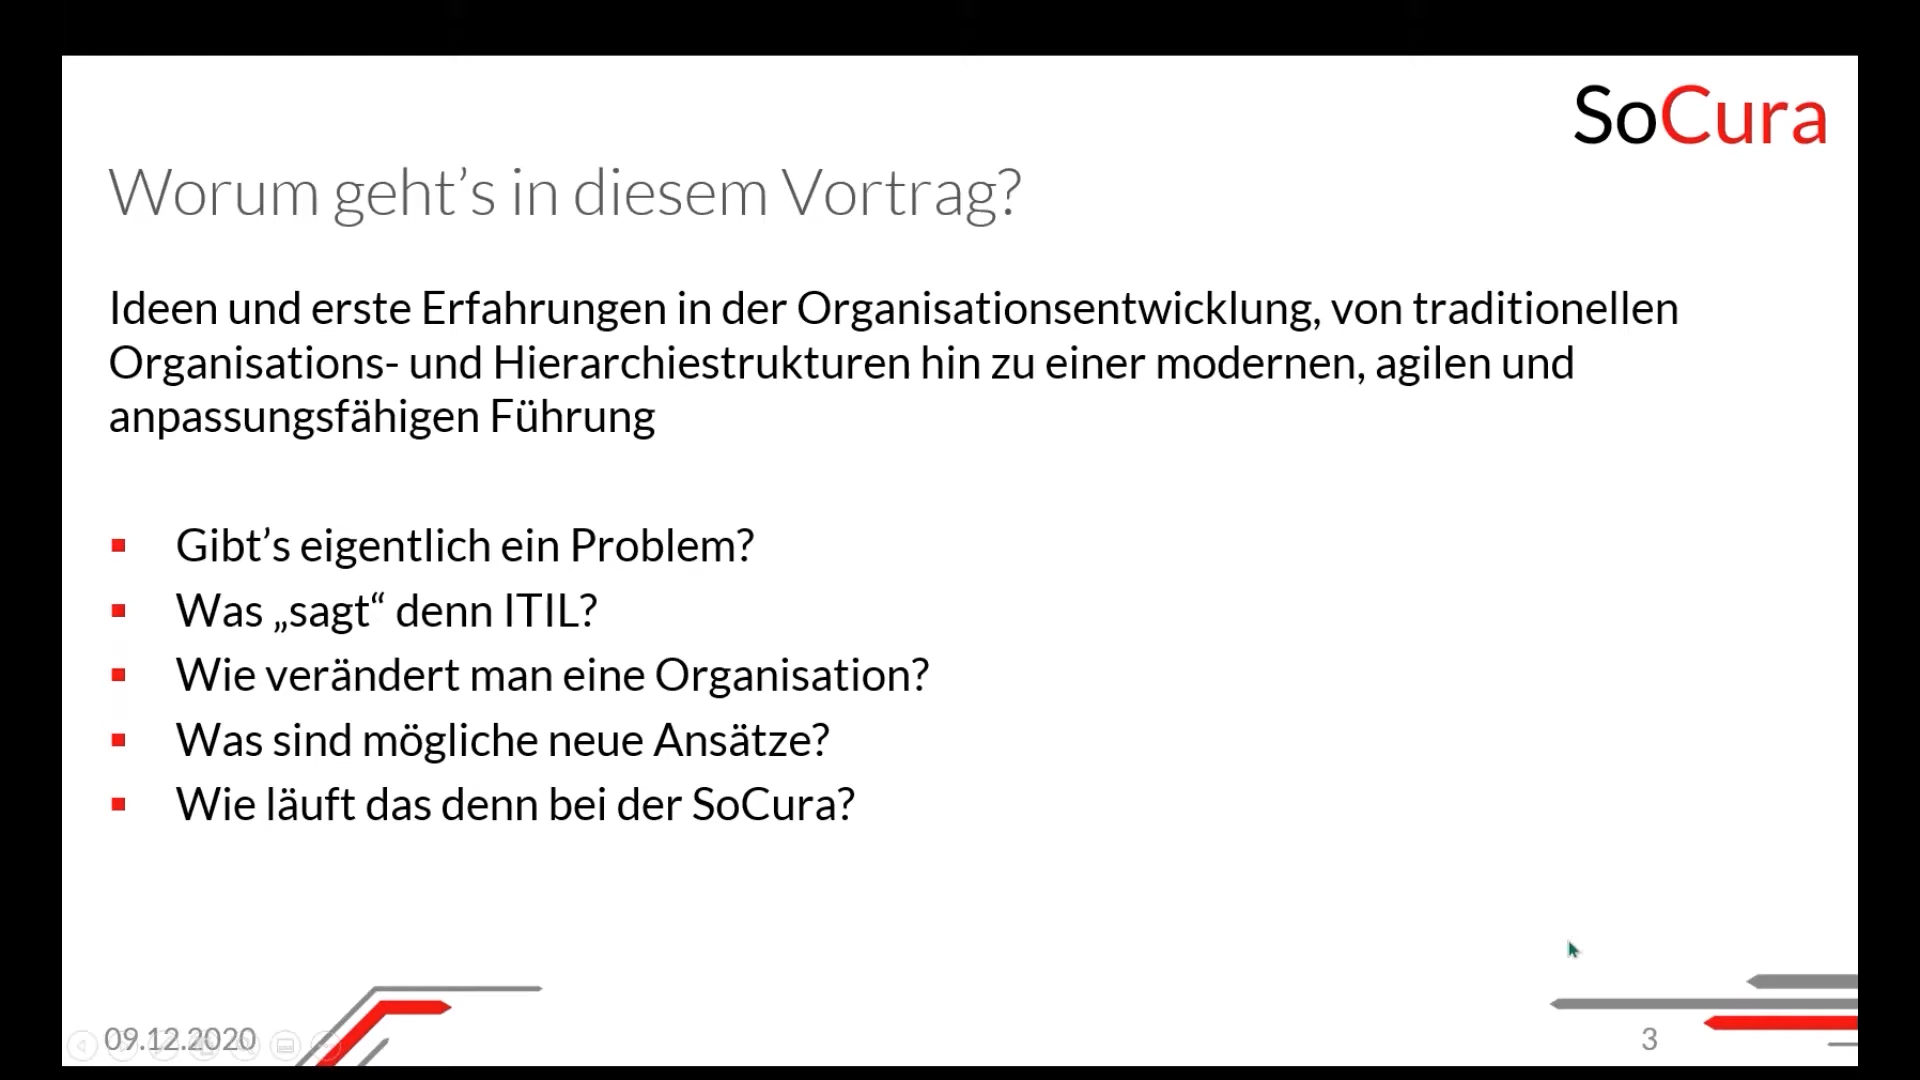 SoCura
Worum geht’s in diesem Vortrag?
Ideen und erste Erfahrungen in der Organisationsentwicklung, von traditionellen
Organisations- und Hierarchiestrukturen hin zu einer modernen, agilen und
anpassungsfähigen Führung
Gibt’s eigentlich ein Problem?
Was „sagt“ denn ITIL?
Wie verändert man eine Organisation?
Was sind mögliche neue Ansätze?
Wie läuft das denn bei der SoCura?
09.12.2020
3